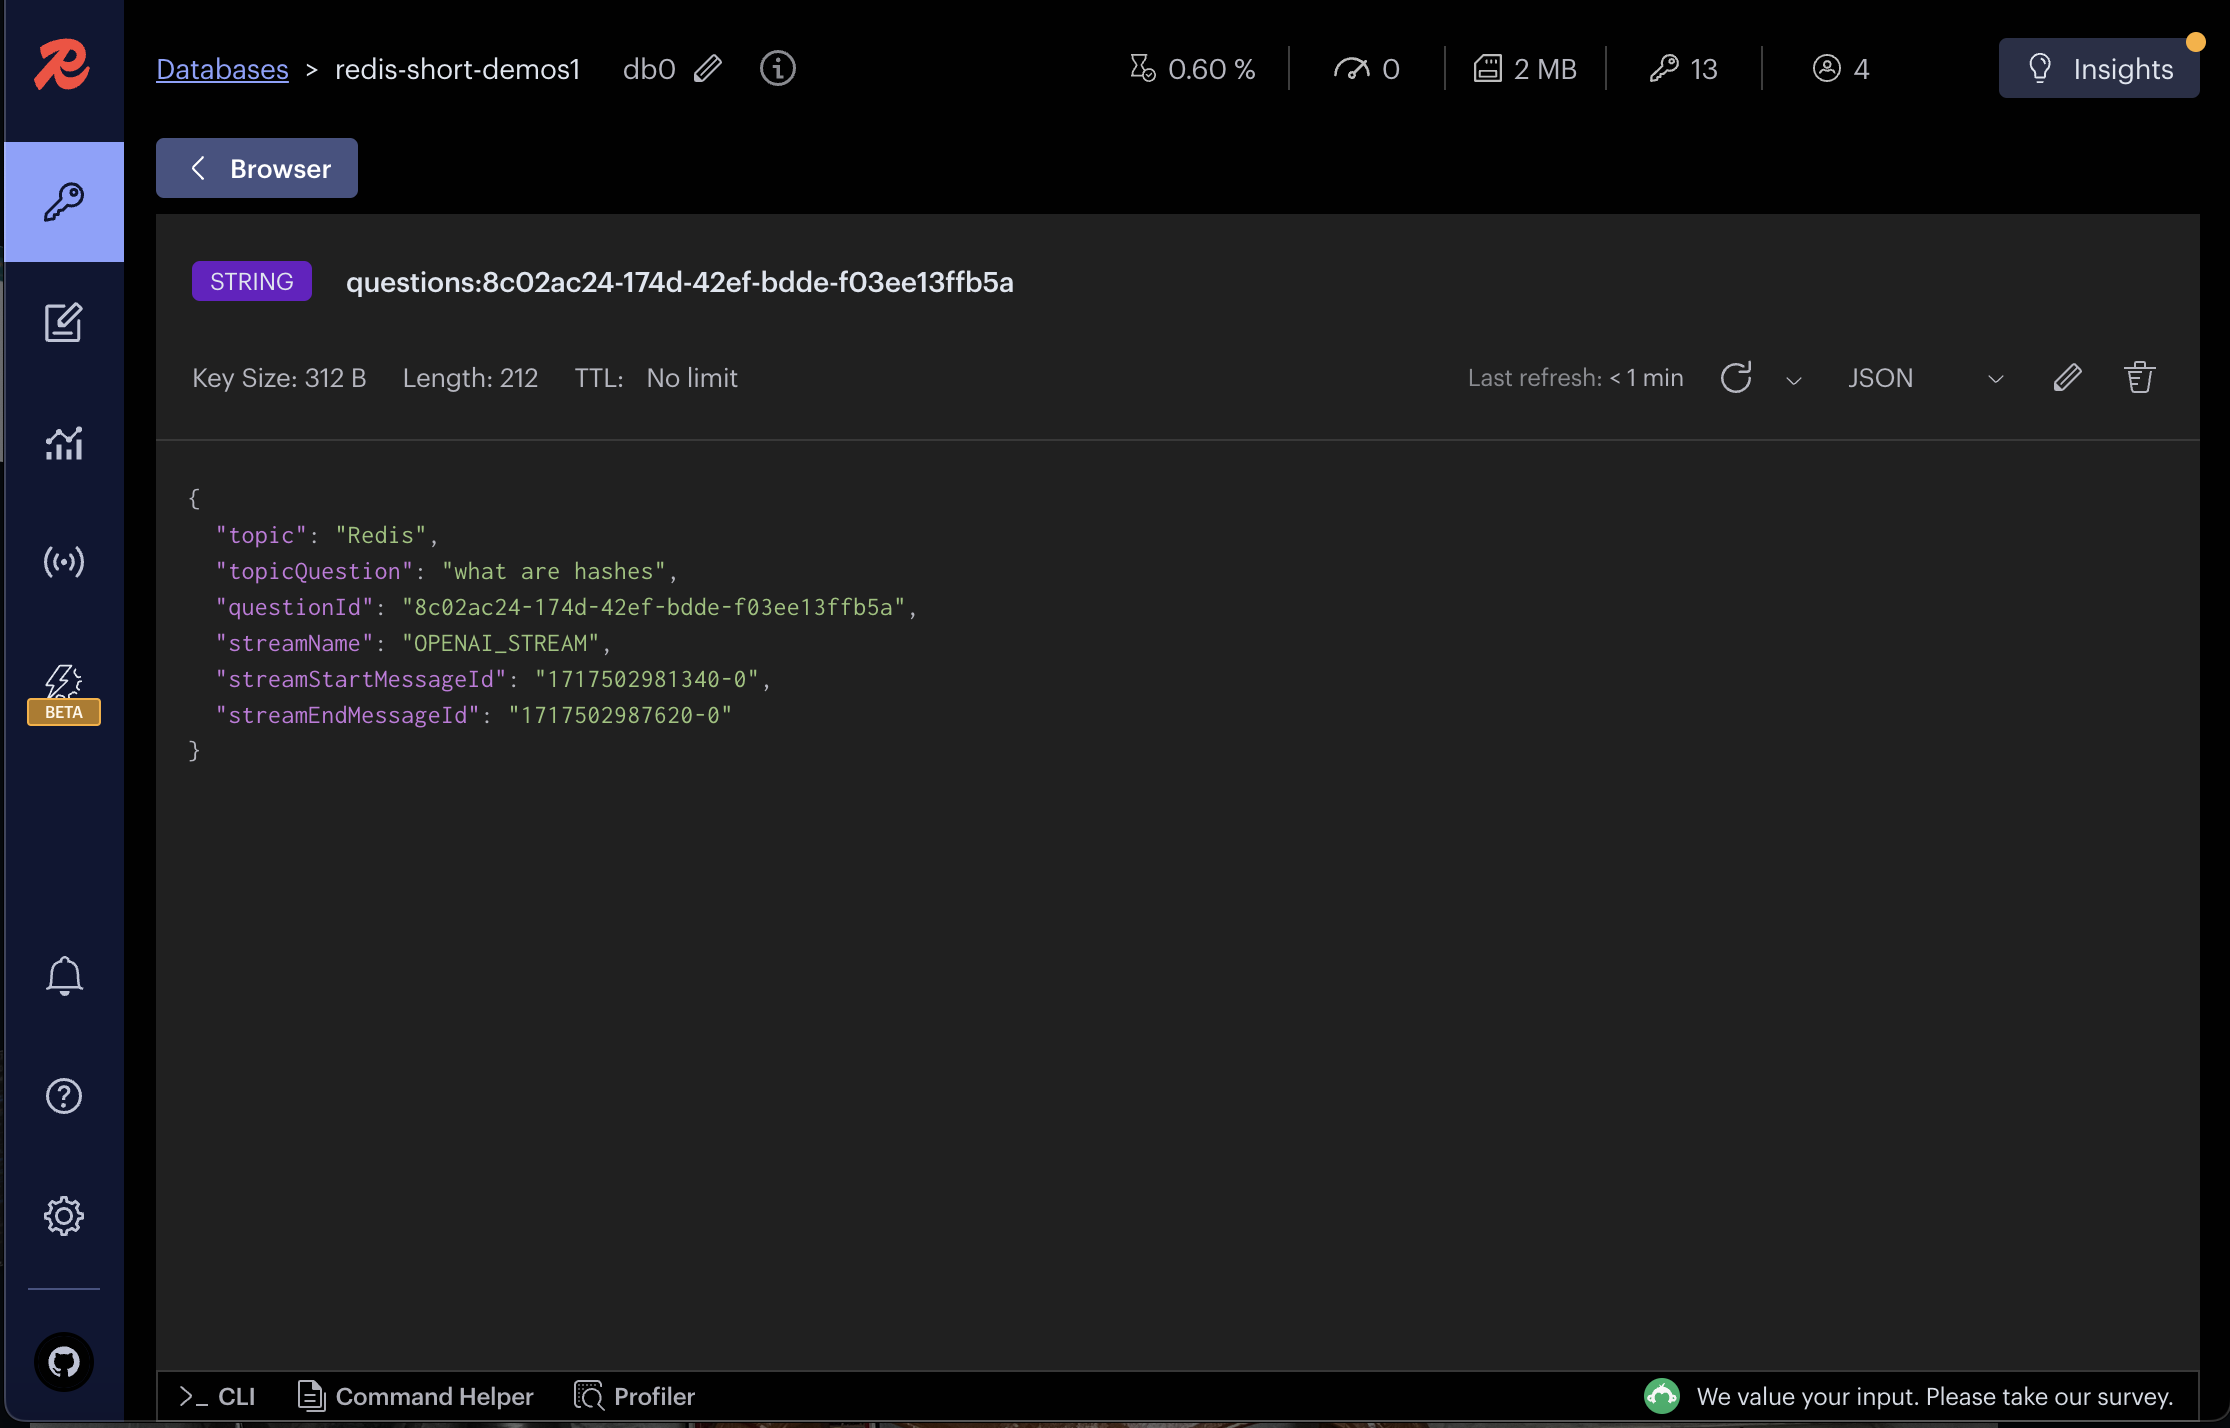 Databases > redis-short-demos1 db0 0.60 % 0 2 MB 13 4 Insights
Browser
STRING questions:8c02ac24-174d-42ef-bdde-f03ee13ffb5a
Key Size: 312 B Length: 212 TTL: No limit Last refresh: < 1 min JSON
{
"topic": "Redis",
"topicQuestion": "what are hashes",
"questionId": "8c02ac24-174d-42ef-bdde-f03ee13ffb5a",
"streamName": "OPENAI_STREAM",
"streamStartMessageId": "1717502981340-0",
"streamEndMessageId": "1717502987620-0"
}
BETA
>_ CLI Command Helper Profiler We value your input. Please take our survey.